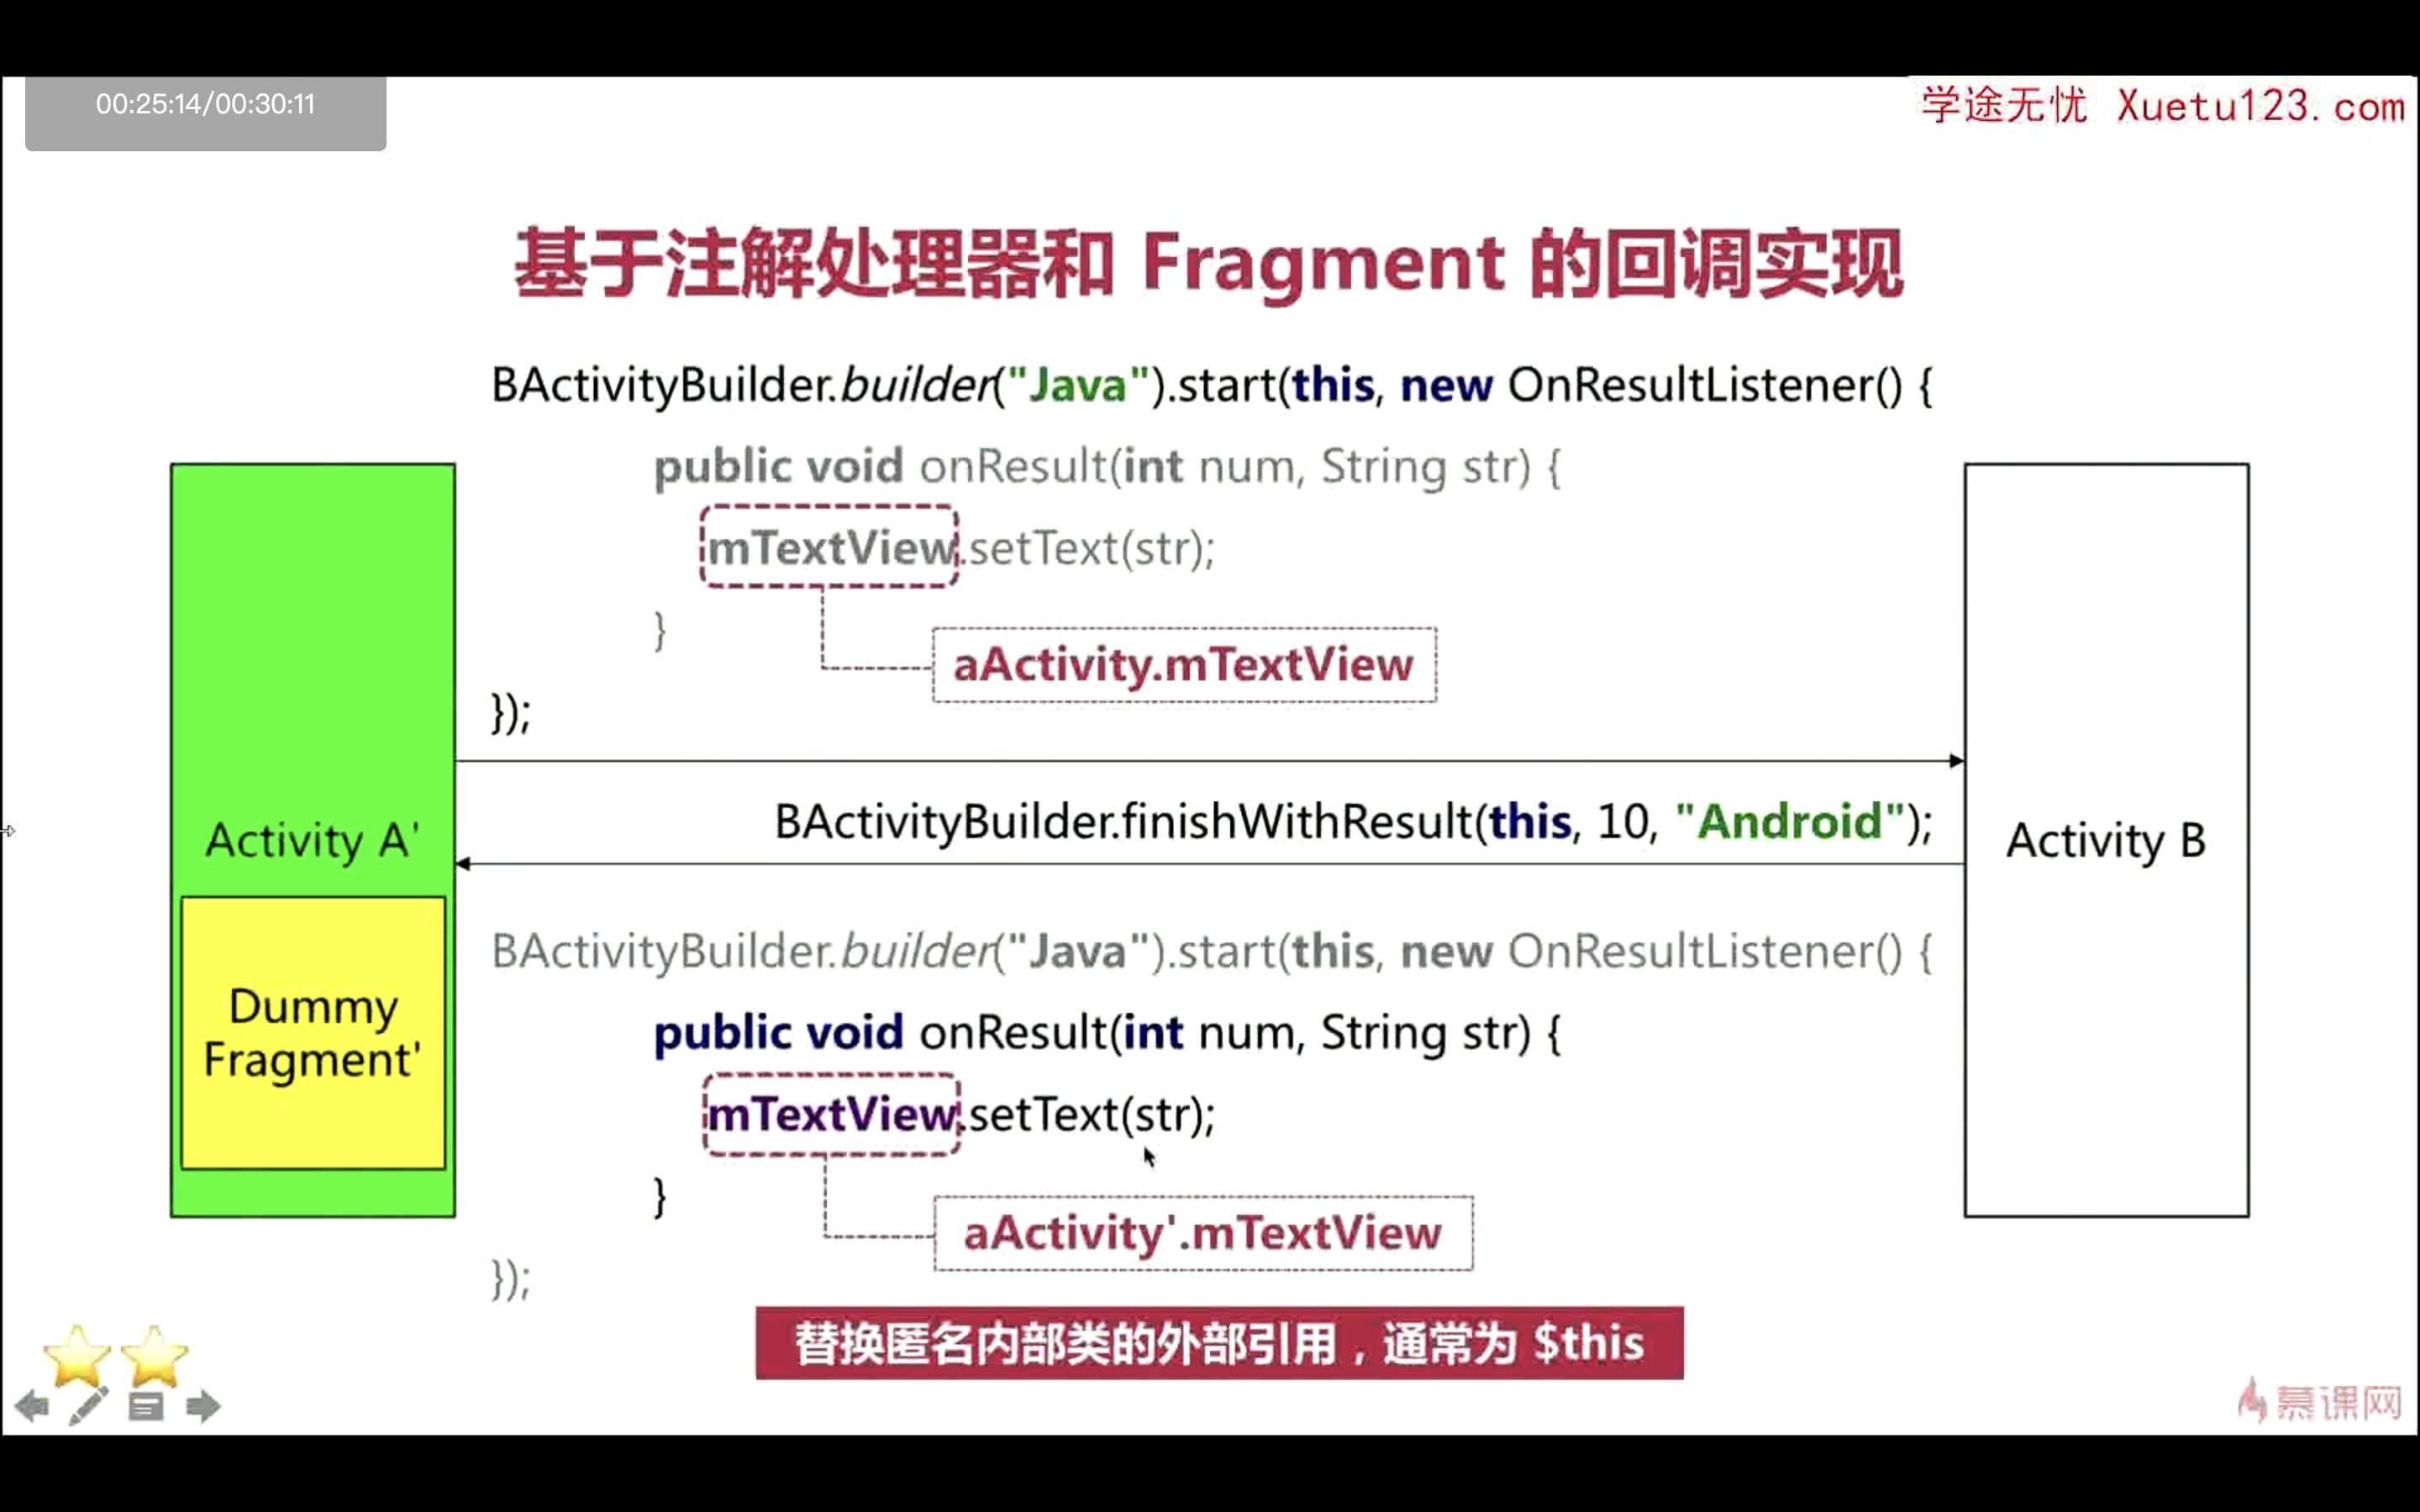 00:25:14/00:30:11
学途无忧 Xuetu123.com
基于注解处理器和 Fragment 的回调实现
BActivityBuilder.builder("Java").start(this, new OnResultListener() {
public void onResult(int num, String str) {
mTextView.setText(str);
}
aActivity.mTextView
});
BActivityBuilder.finishWithResult(this, 10, "Android");
Activity A'
Activity B
BActivityBuilder.builder("Java").start(this, new OnResultListener() {
Dummy
Fragment'
public void onResult(int num, String str) {
mTextView.setText(str);
}
aActivity'.mTextView
});
替换匿名内部类的外部引用，通常为 $this
慕课网